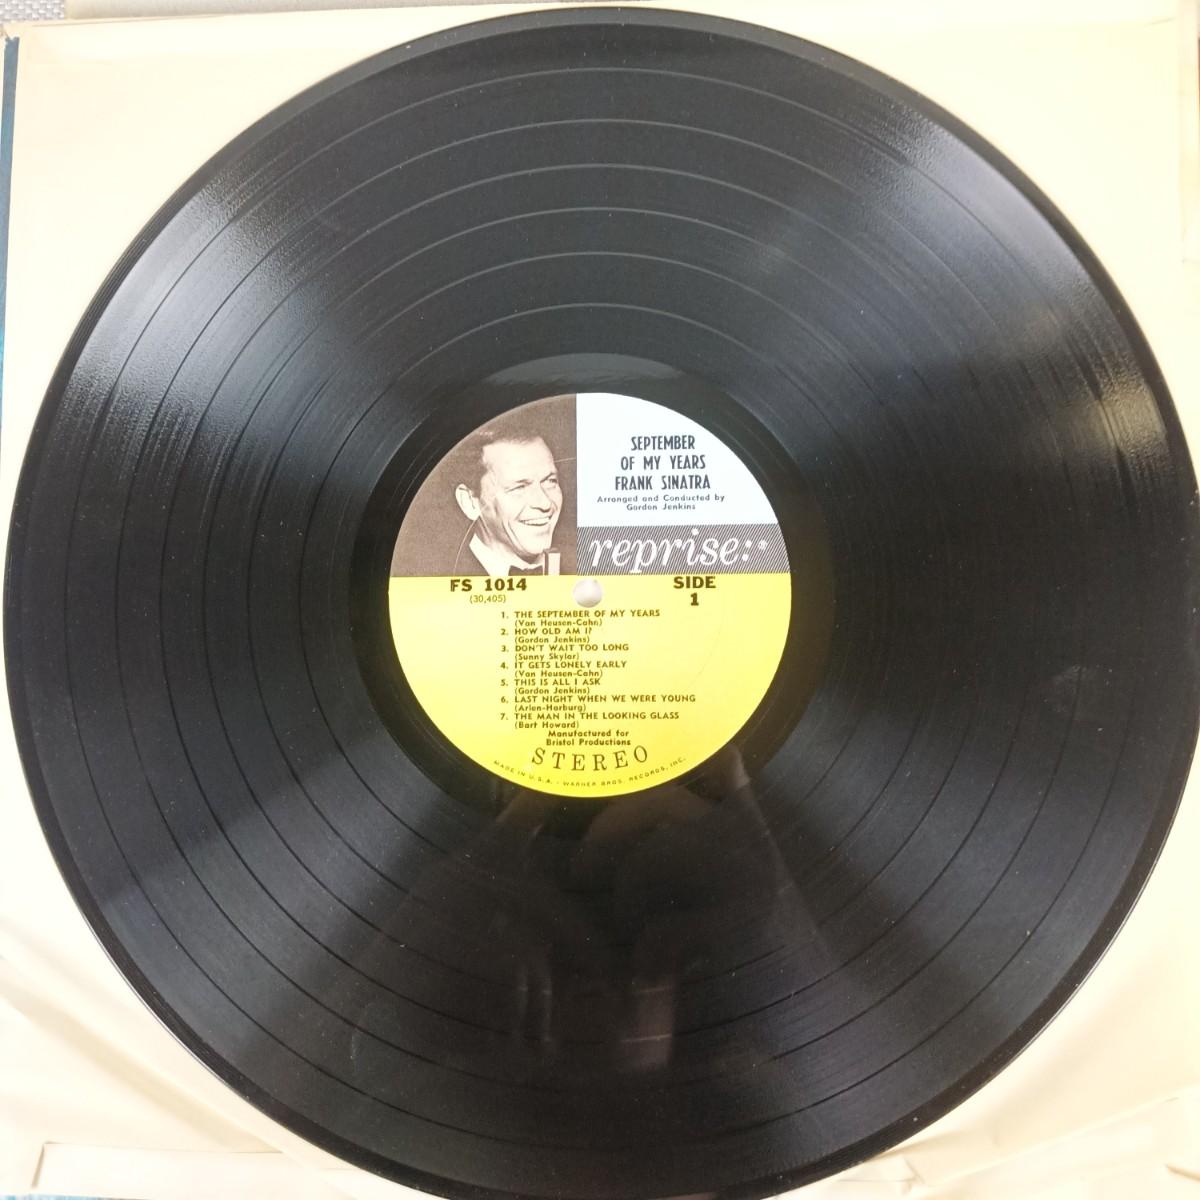 SEPTEMBER
OF MY YEARS
FRANK SINATRA
Arranged and Conducted by
Gordon Jenkins
reprise:
FS 1014
(30,405)
SIDE
1
1. THE SEPTEMBER OF MY YEARS
(Van Heusen-Cahn)
2. HOW OLD AM I?
(Gordon Jenkins)
3. DON'T WAIT TOO LONG
(Sunny Skylar)
4. IT GETS LONELY EARLY
(Van Heusen-Cahn)
5. THIS IS ALL I ASK
(Gordon Jenkins)
6. LAST NIGHT WHEN WE WERE YOUNG
(Arlen-Harburg)
7. THE MAN IN THE LOOKING GLASS
(Bart Howard)
Manufactured for
Bristol Productions
STEREO
MADE IN U.S.A. - WARNER BROS. RECORDS, INC.